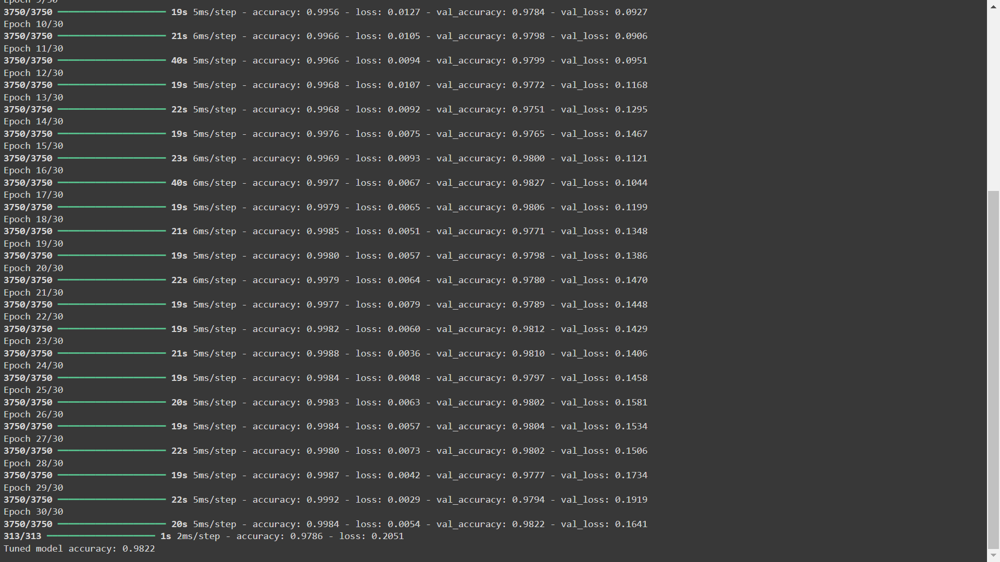 Epoch 9/30
3750/3750 19s 5ms/step - accuracy: 0.9956 - loss: 0.0127 - val_accuracy: 0.9784 - val_loss: 0.0927
Epoch 10/30
3750/3750 21s 6ms/step - accuracy: 0.9966 - loss: 0.0105 - val_accuracy: 0.9798 - val_loss: 0.0906
Epoch 11/30
3750/3750 40s 5ms/step - accuracy: 0.9966 - loss: 0.0094 - val_accuracy: 0.9799 - val_loss: 0.0951
Epoch 12/30
3750/3750 19s 5ms/step - accuracy: 0.9968 - loss: 0.0107 - val_accuracy: 0.9772 - val_loss: 0.1168
Epoch 13/30
3750/3750 22s 5ms/step - accuracy: 0.9968 - loss: 0.0092 - val_accuracy: 0.9751 - val_loss: 0.1295
Epoch 14/30
3750/3750 19s 5ms/step - accuracy: 0.9976 - loss: 0.0075 - val_accuracy: 0.9765 - val_loss: 0.1467
Epoch 15/30
3750/3750 23s 6ms/step - accuracy: 0.9969 - loss: 0.0093 - val_accuracy: 0.9800 - val_loss: 0.1121
Epoch 16/30
3750/3750 40s 6ms/step - accuracy: 0.9977 - loss: 0.0067 - val_accuracy: 0.9827 - val_loss: 0.1044
Epoch 17/30
3750/3750 19s 5ms/step - accuracy: 0.9979 - loss: 0.0065 - val_accuracy: 0.9806 - val_loss: 0.1199
Epoch 18/30
3750/3750 21s 6ms/step - accuracy: 0.9985 - loss: 0.0051 - val_accuracy: 0.9771 - val_loss: 0.1348
Epoch 19/30
3750/3750 19s 5ms/step - accuracy: 0.9980 - loss: 0.0057 - val_accuracy: 0.9798 - val_loss: 0.1386
Epoch 20/30
3750/3750 22s 6ms/step - accuracy: 0.9979 - loss: 0.0064 - val_accuracy: 0.9780 - val_loss: 0.1470
Epoch 21/30
3750/3750 19s 5ms/step - accuracy: 0.9977 - loss: 0.0079 - val_accuracy: 0.9789 - val_loss: 0.1448
Epoch 22/30
3750/3750 19s 5ms/step - accuracy: 0.9982 - loss: 0.0060 - val_accuracy: 0.9812 - val_loss: 0.1429
Epoch 23/30
3750/3750 21s 5ms/step - accuracy: 0.9988 - loss: 0.0036 - val_accuracy: 0.9810 - val_loss: 0.1406
Epoch 24/30
3750/3750 19s 5ms/step - accuracy: 0.9984 - loss: 0.0048 - val_accuracy: 0.9797 - val_loss: 0.1458
Epoch 25/30
3750/3750 20s 5ms/step - accuracy: 0.9983 - loss: 0.0063 - val_accuracy: 0.9802 - val_loss: 0.1581
Epoch 26/30
3750/3750 19s 5ms/step - accuracy: 0.9984 - loss: 0.0057 - val_accuracy: 0.9804 - val_loss: 0.1534
Epoch 27/30
3750/3750 22s 5ms/step - accuracy: 0.9980 - loss: 0.0073 - val_accuracy: 0.9802 - val_loss: 0.1506
Epoch 28/30
3750/3750 19s 5ms/step - accuracy: 0.9987 - loss: 0.0042 - val_accuracy: 0.9777 - val_loss: 0.1734
Epoch 29/30
3750/3750 22s 5ms/step - accuracy: 0.9992 - loss: 0.0029 - val_accuracy: 0.9794 - val_loss: 0.1919
Epoch 30/30
3750/3750 20s 5ms/step - accuracy: 0.9984 - loss: 0.0054 - val_accuracy: 0.9822 - val_loss: 0.1641
313/313 1s 2ms/step - accuracy: 0.9786 - loss: 0.2051
Tuned model accuracy: 0.9822